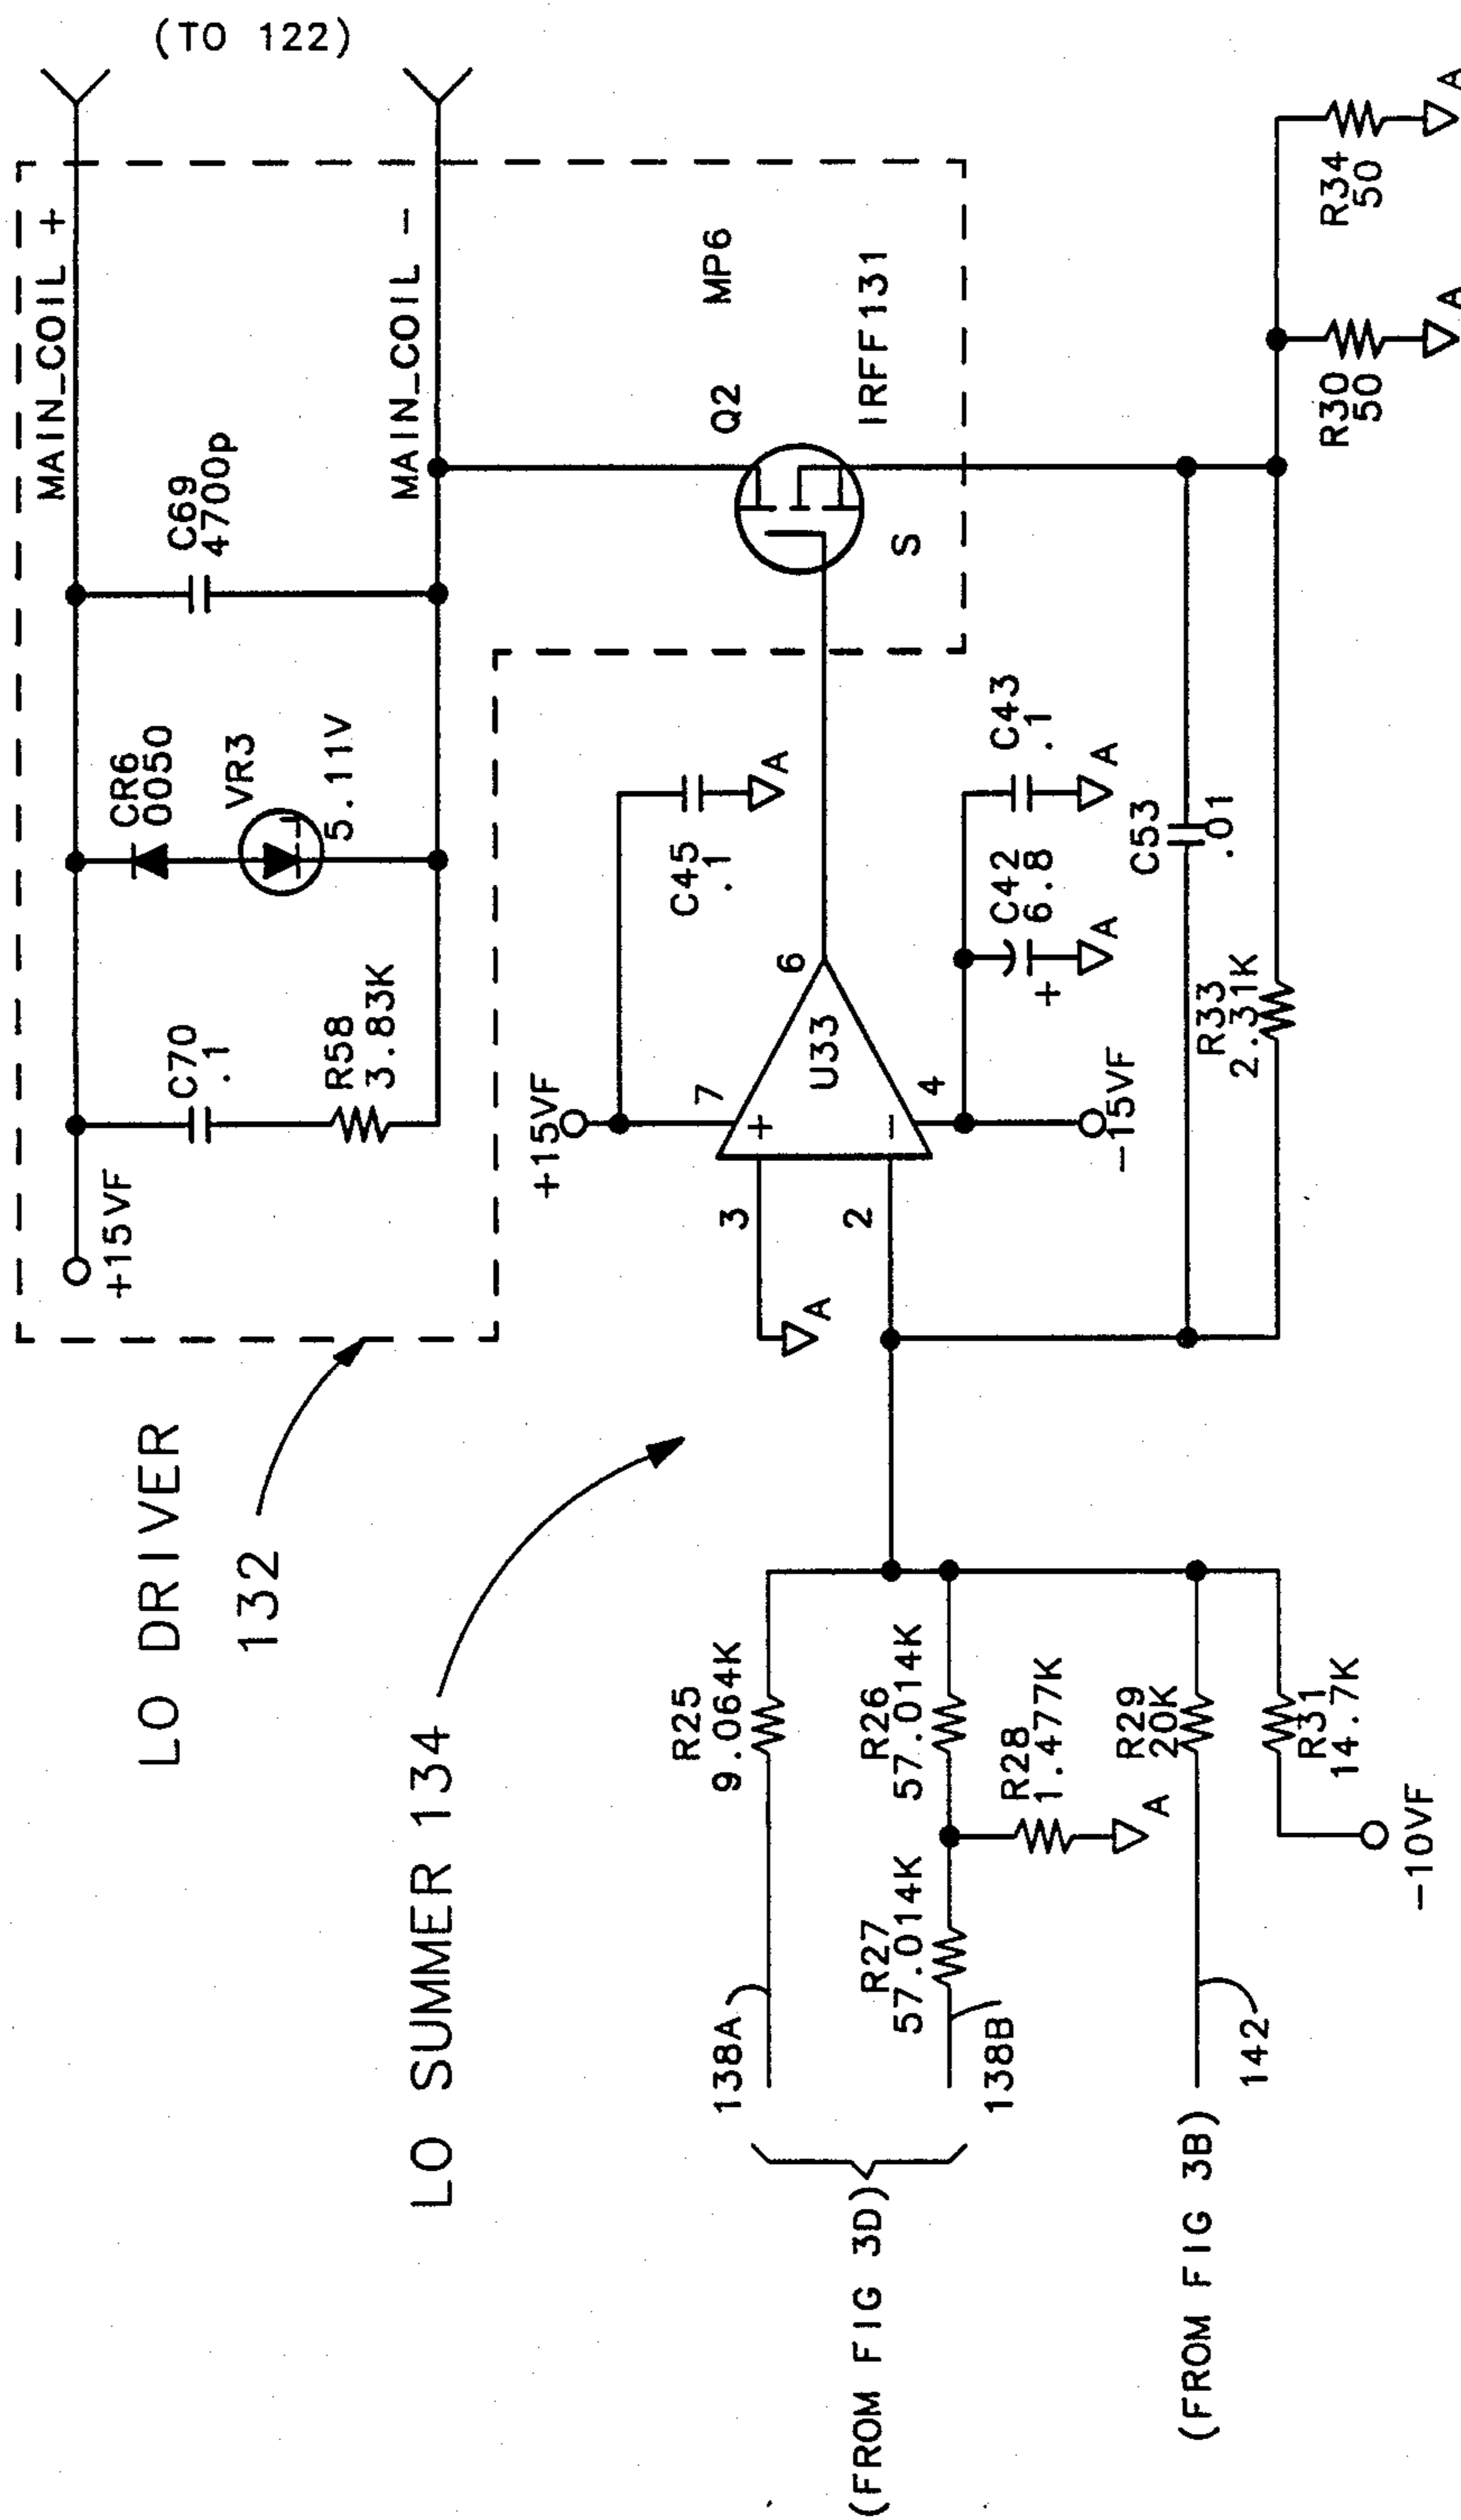 (TO 122)
MAIN_COIL +
MAIN_COIL -
C69
4700p
CR6
0050
VR3
5.11V
C70
.1
R58
3.83K
+15VF
LO DRIVER
132
Q2
MP6
IRFF131
S
+15VF
C45
.1
A
7
6
U33
+
-
3
2
4
A
-15VF
C42
6.8
+
A
C43
.1
A
C53
.01
R33
2.31K
R30
50
A
R34
50
A
LO SUMMER 134
R25
9.064K
138A
R27
57.014K
R26
57.014K
138B
R28
1.477K
A
(FROM FIG 3D)
R29
20K
142
(FROM FIG 3B)
R31
14.7K
-10VF